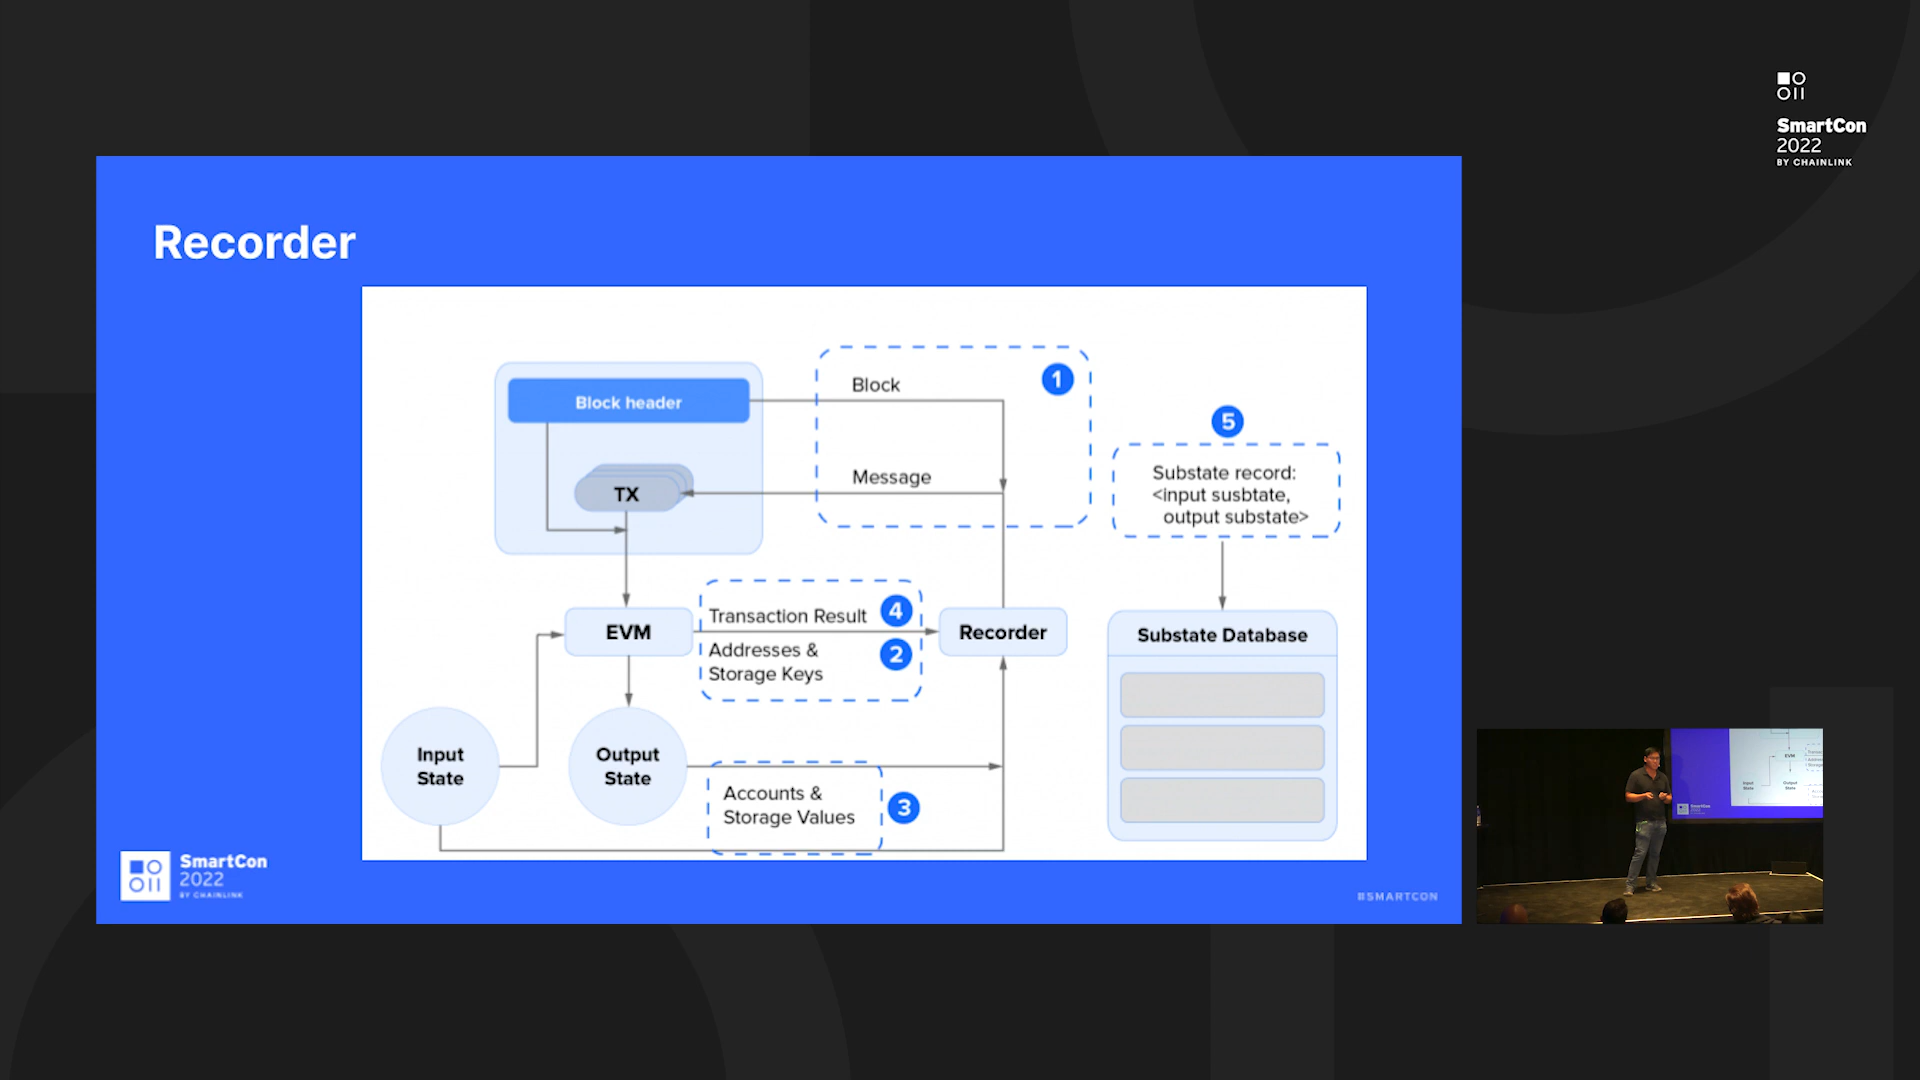 SmartCon
2022
BY CHAINLINK
Recorder
Block header
TX
Block
1
Message
5
Substate record:
<input susbtate,
output substate>
EVM
Transaction Result
4
Addresses &
Storage Keys
2
Recorder
Substate Database
Input
State
Output
State
Accounts &
Storage Values
3
SmartCon
2022
BY CHAINLINK
#SMARTCON